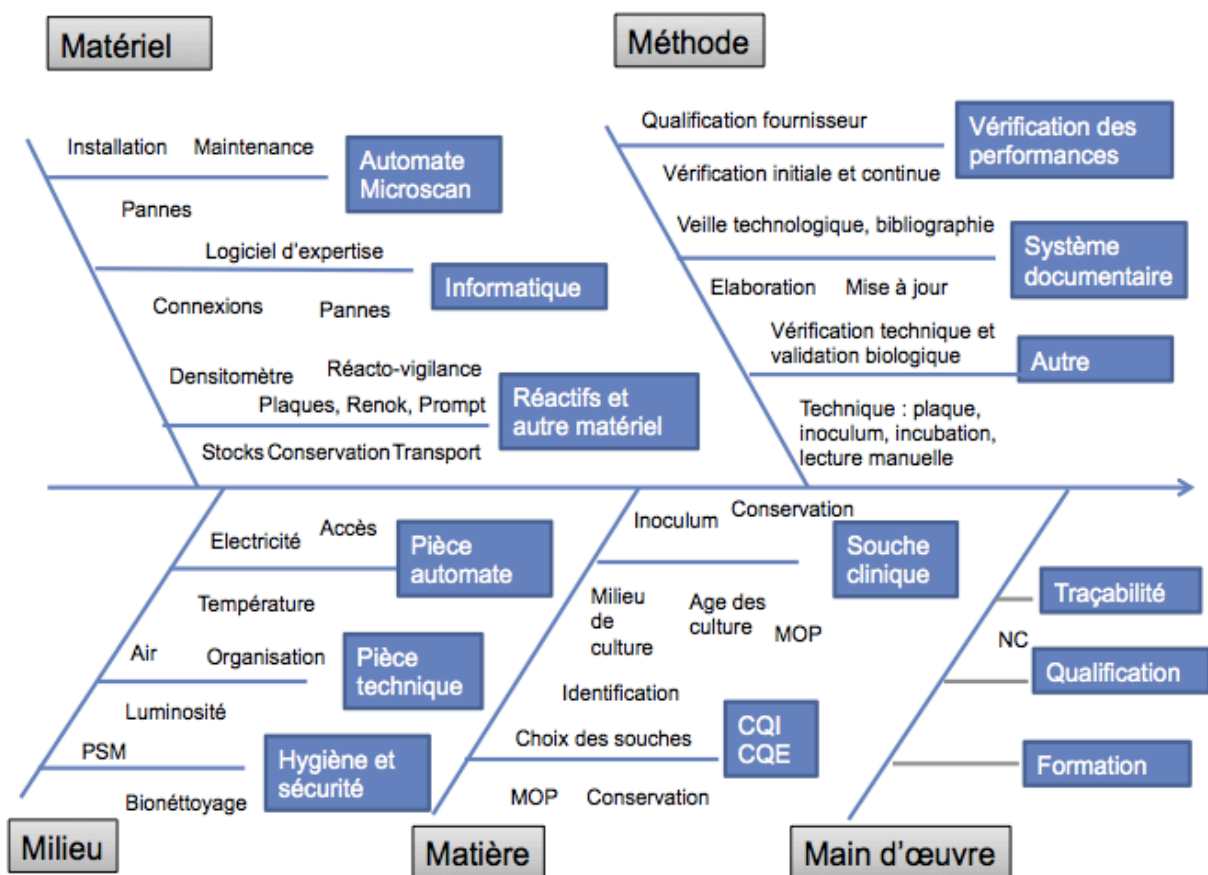 Matériel
Installation Maintenance
Automate
Microscan
Pannes
Logiciel d'expertise
Informatique
Connexions Pannes
Densitomètre Réacto-vigilance
Plaques, Renok, Prompt
Réactifs et
autre matériel
Stocks Conservation Transport
Méthode
Qualification fournisseur
Vérification des
performances
Vérification initiale et continue
Veille technologique, bibliographie
Système
documentaire
Elaboration Mise à jour
Vérification technique et
validation biologique
Autre
Technique : plaque,
inoculum, incubation,
lecture manuelle
Electricité Accès
Pièce
automate
Température
Air Organisation
Pièce
technique
Luminosité
PSM
Hygiène et
sécurité
Bionéttoyage
Milieu
Inoculum Conservation
Souche
clinique
Milieu
de
culture
Age des
culture
MOP
Identification
Choix des souches
CQI
CQE
MOP Conservation
Matière
Traçabilité
NC
Qualification
Formation
Main d'œuvre